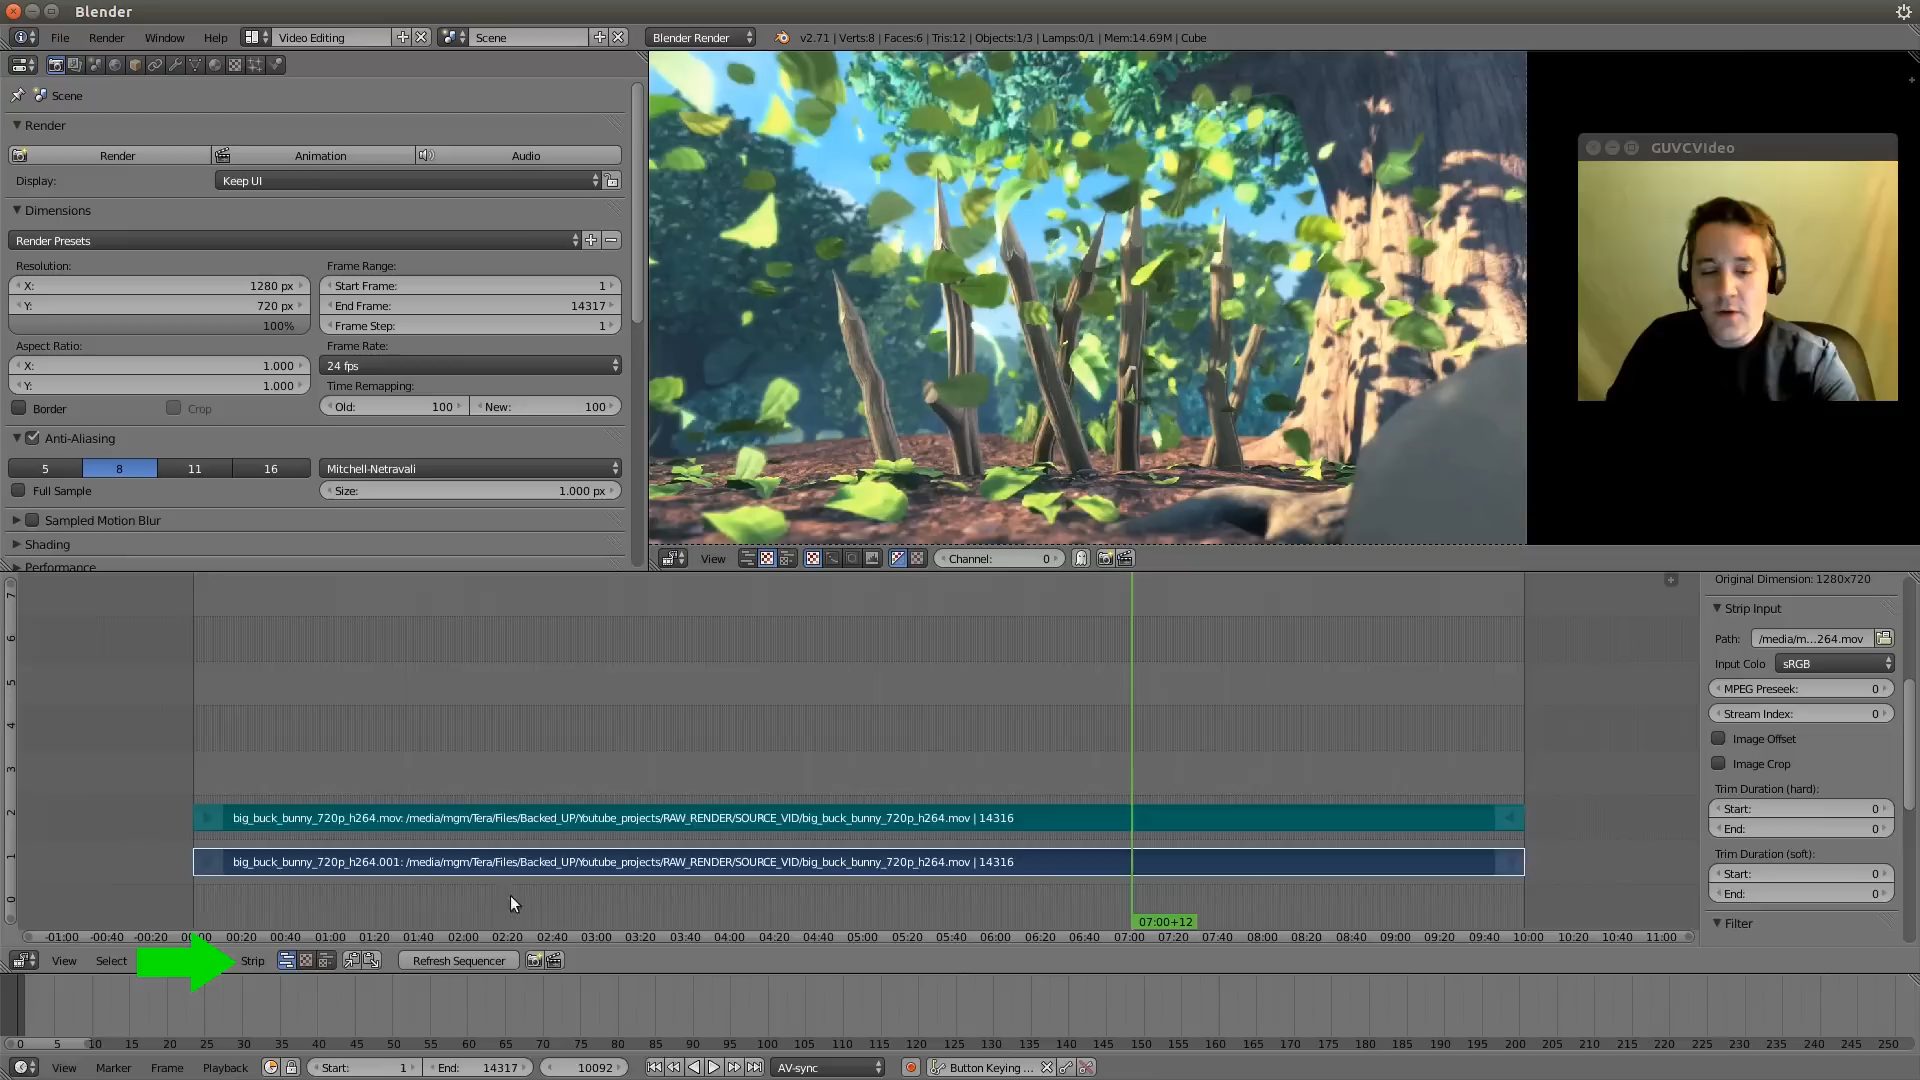 Blender
File Render Window Help Video Editing Scene Blender Render v2.71 | Verts:8 | Faces:6 | Tris:12 | Objects:1/3 | Lamps:0/1 | Mem:14.69M | Cube
Scene
Render
Render Animation Audio
Display: Keep UI
Dimensions
Render Presets
Resolution: Frame Range:
X: 1280 px Start Frame: 1
Y: 720 px End Frame: 14317
100% Frame Step: 1
Aspect Ratio: Frame Rate:
X: 1.000 24 fps
Y: 1.000 Time Remapping:
Border Crop Old: 100 New: 100
Anti-Aliasing
5 8 11 16 Mitchell-Netravali
Full Sample Size: 1.000 px
Sampled Motion Blur
Shading
Performance
GUVCVIdeo
View Channel: 0
7
6
5
4
3
2
1
0
big_buck_bunny_720p_h264.mov: /media/mgm/Tera/Files/Backed_UP/Youtube_projects/RAW_RENDER/SOURCE_VID/big_buck_bunny_720p_h264.mov | 14316
big_buck_bunny_720p_h264.001: /media/mgm/Tera/Files/Backed_UP/Youtube_projects/RAW_RENDER/SOURCE_VID/big_buck_bunny_720p_h264.mov | 14316
07:00+12
-01:00 -00:40 -00:20 00:00 00:20 00:40 01:00 01:20 01:40 02:00 02:20 02:40 03:00 03:20 03:40 04:00 04:20 04:40 05:00 05:20 05:40 06:00 06:20 06:40 07:00 07:20 07:40 08:00 08:20 08:40 09:00 09:20 09:40 10:00 10:20 10:40 11:00
Original Dimension: 1280x720
Strip Input
Path: /media/m...264.mov
Input Colo sRGB
MPEG Preseek: 0
Stream Index: 0
Image Offset
Image Crop
Trim Duration (hard):
Start: 0
End: 0
Trim Duration (soft):
Start: 0
End: 0
Filter
View Select Strip Refresh Sequencer
0 5 10 15 20 25 30 35 40 45 50 55 60 65 70 75 80 85 90 95 100 105 110 115 120 125 130 135 140 145 150 155 160 165 170 175 180 185 190 195 200 205 210 215 220 225 230 235 240 245 250
View Marker Frame Playback Start: 1 End: 14317 10092 AV-sync Button Keying ...